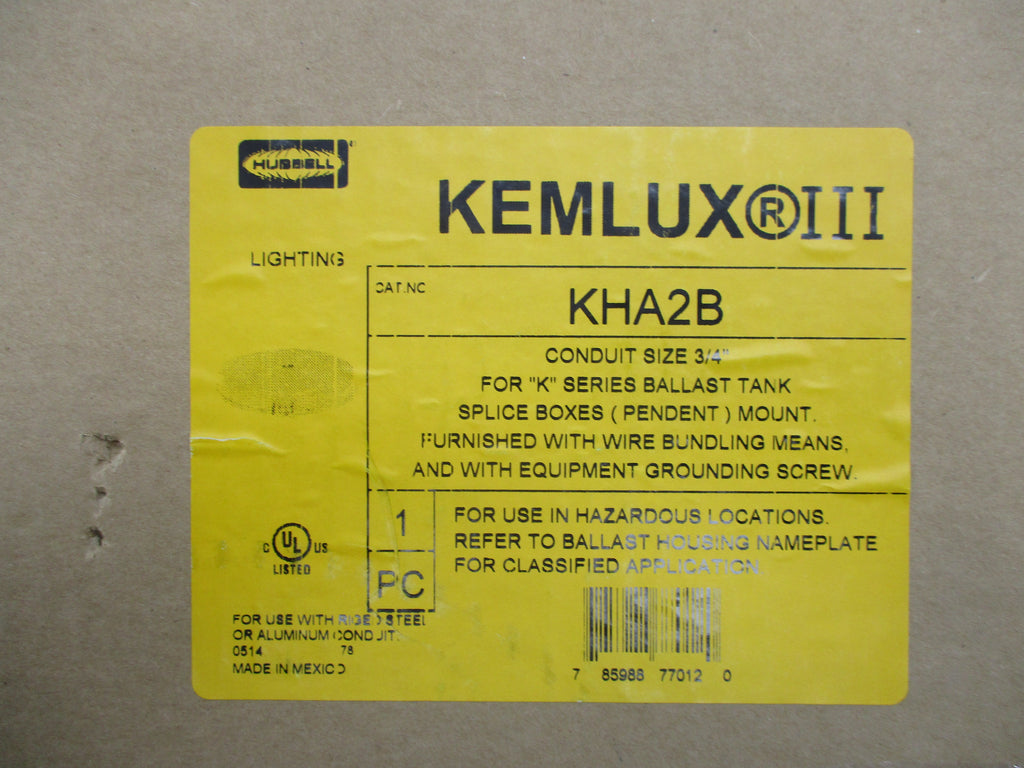 HUBBELL
KEMLUX®III
LIGHTING
CAT.NO
KHA2B
CONDUIT SIZE 3/4"
FOR "K" SERIES BALLAST TANK
SPLICE BOXES ( PENDENT ) MOUNT.
FURNISHED WITH WIRE BUNDLING MEANS,
AND WITH EQUIPMENT GROUNDING SCREW.
1
PC
FOR USE IN HAZARDOUS LOCATIONS.
REFER TO BALLAST HOUSING NAMEPLATE
FOR CLASSIFIED APPLICATION.
C UL US
LISTED
FOR USE WITH RIGED STEEL
OR ALUMINUM CONDUIT.
0514 78
MADE IN MEXICO
7 85988 77012 0